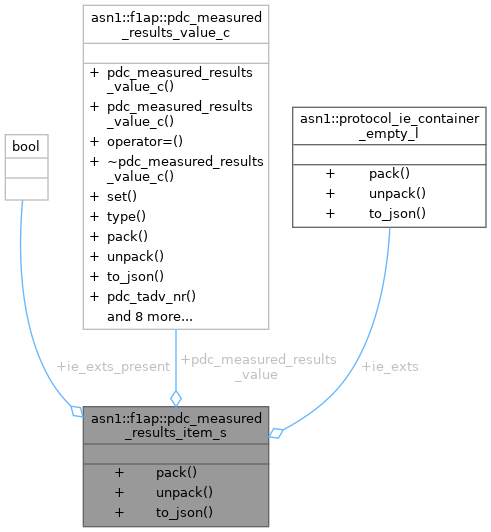 asn1::f1ap::pdc_measured
_results_value_c
+ pdc_measured_results
_value_c()
+ pdc_measured_results
_value_c()
+ operator=()
+ ~pdc_measured_results
_value_c()
+ set()
+ type()
+ pack()
+ unpack()
+ to_json()
+ pdc_tadv_nr()
and 8 more...
asn1::protocol_ie_container
_empty_l
+ pack()
+ unpack()
+ to_json()
bool
+ie_exts_present
+pdc_measured_results
_value
+ie_exts
asn1::f1ap::pdc_measured
_results_item_s
+ pack()
+ unpack()
+ to_json()